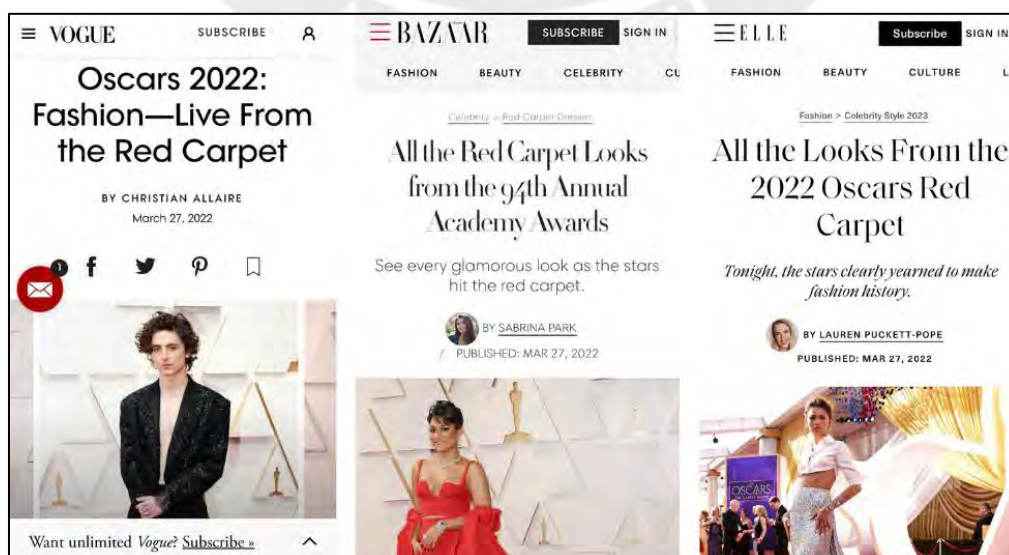 VOGUE
SUBSCRIBE
Oscars 2022:
Fashion—Live From
the Red Carpet
BY CHRISTIAN ALLAIRE
March 27, 2022
1
Want unlimited Vogue? Subscribe »
BAZAAR
SUBSCRIBE
SIGN IN
FASHION
BEAUTY
CELEBRITY
CU
Celebrity > Red Carpet Dresses
All the Red Carpet Looks
from the 94th Annual
Academy Awards
See every glamorous look as the stars
hit the red carpet.
BY SABRINA PARK
PUBLISHED: MAR 27, 2022
ELLE
Subscribe
SIGN IN
FASHION
BEAUTY
CULTURE
L
Fashion > Celebrity Style 2023
All the Looks From the
2022 Oscars Red
Carpet
Tonight, the stars clearly yearned to make
fashion history.
BY LAUREN PUCKETT-POPE
PUBLISHED: MAR 27, 2022
OSCARS